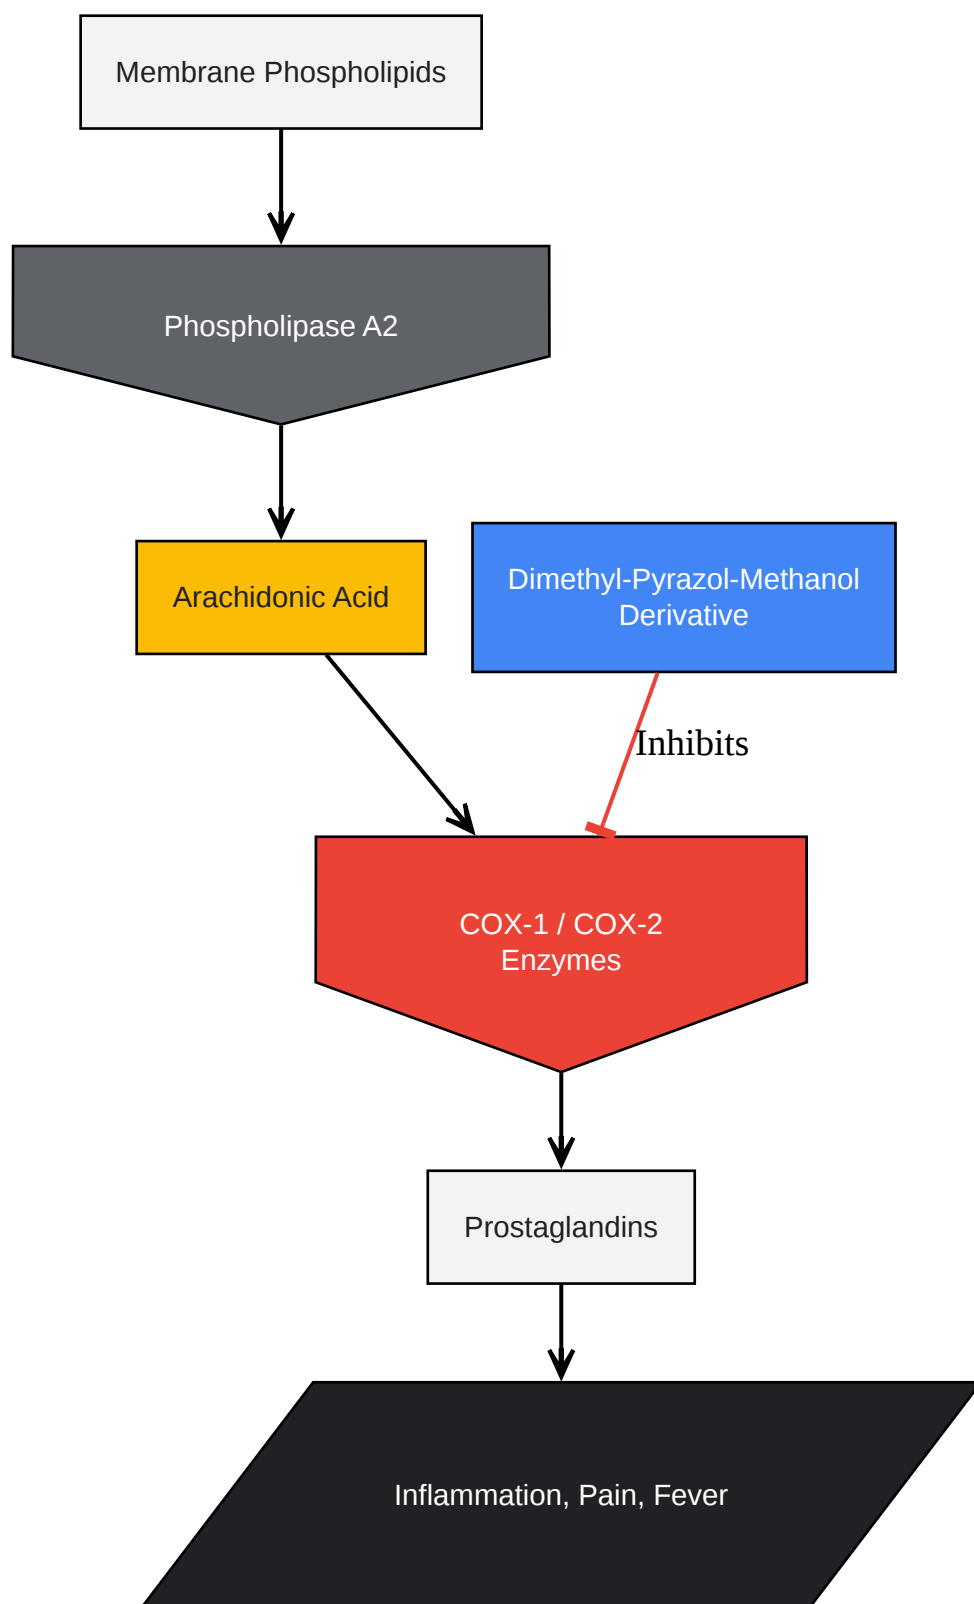 Membrane Phospholipids
Phospholipase A2
Arachidonic Acid
Dimethyl-Pyrazol-Methanol
Derivative
Inhibits
COX-1 / COX-2
Enzymes
Prostaglandins
Inflammation, Pain, Fever